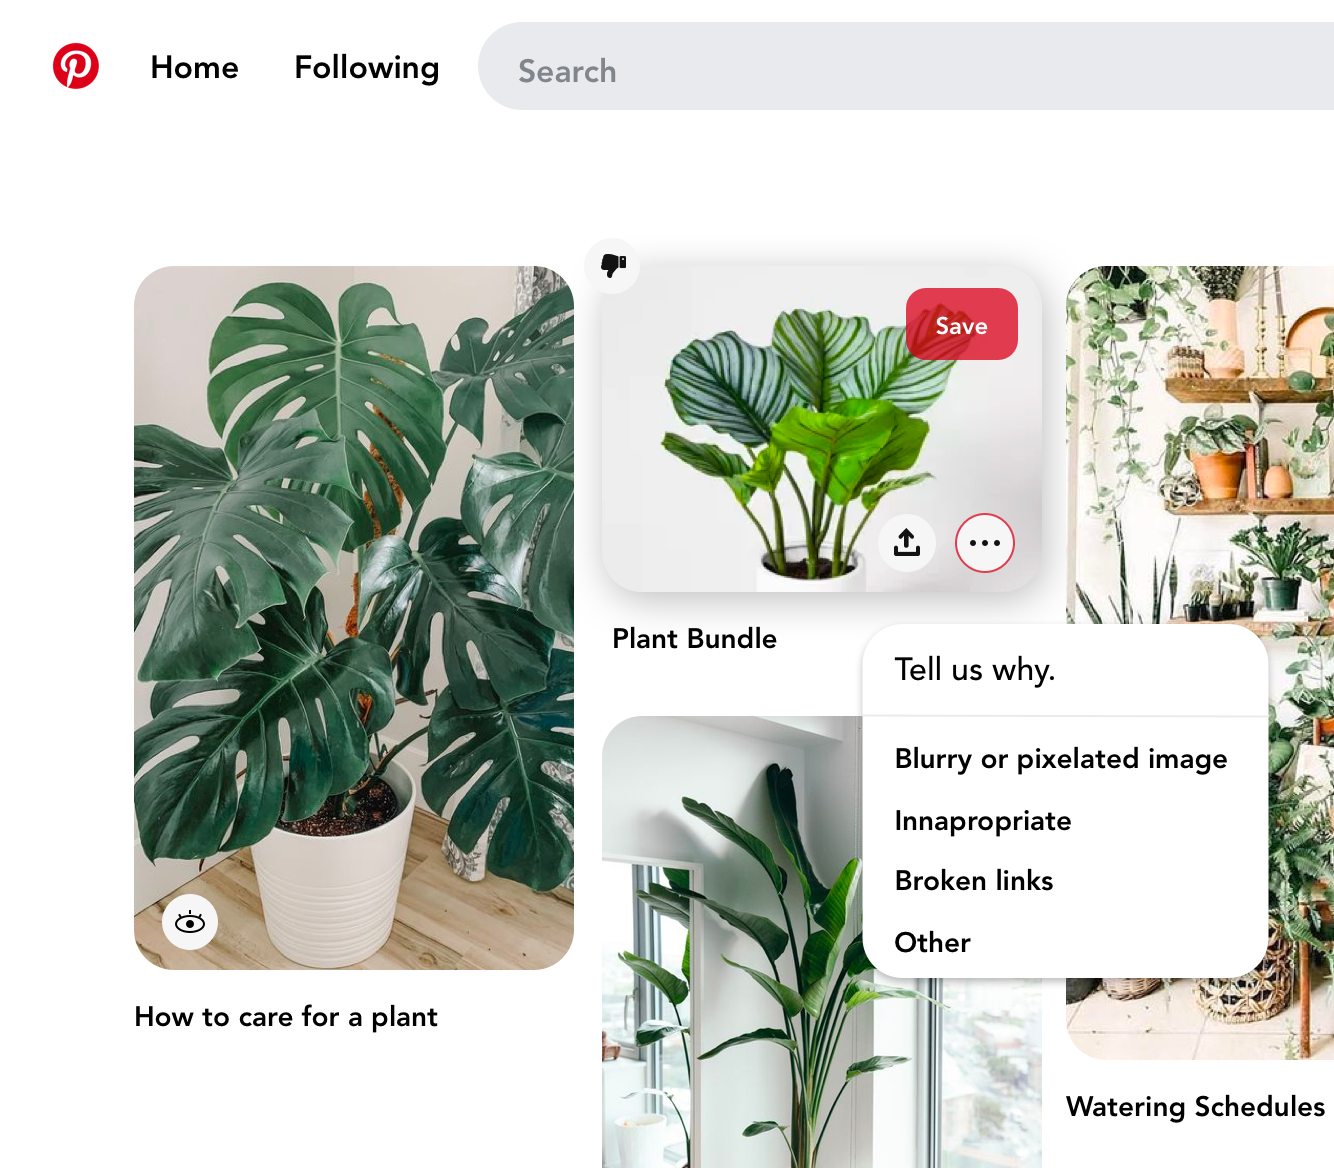 Home
Following
Search
Save
Plant Bundle
Tell us why.
Blurry or pixelated image
Innapropriate
Broken links
Other
How to care for a plant
Watering Schedules